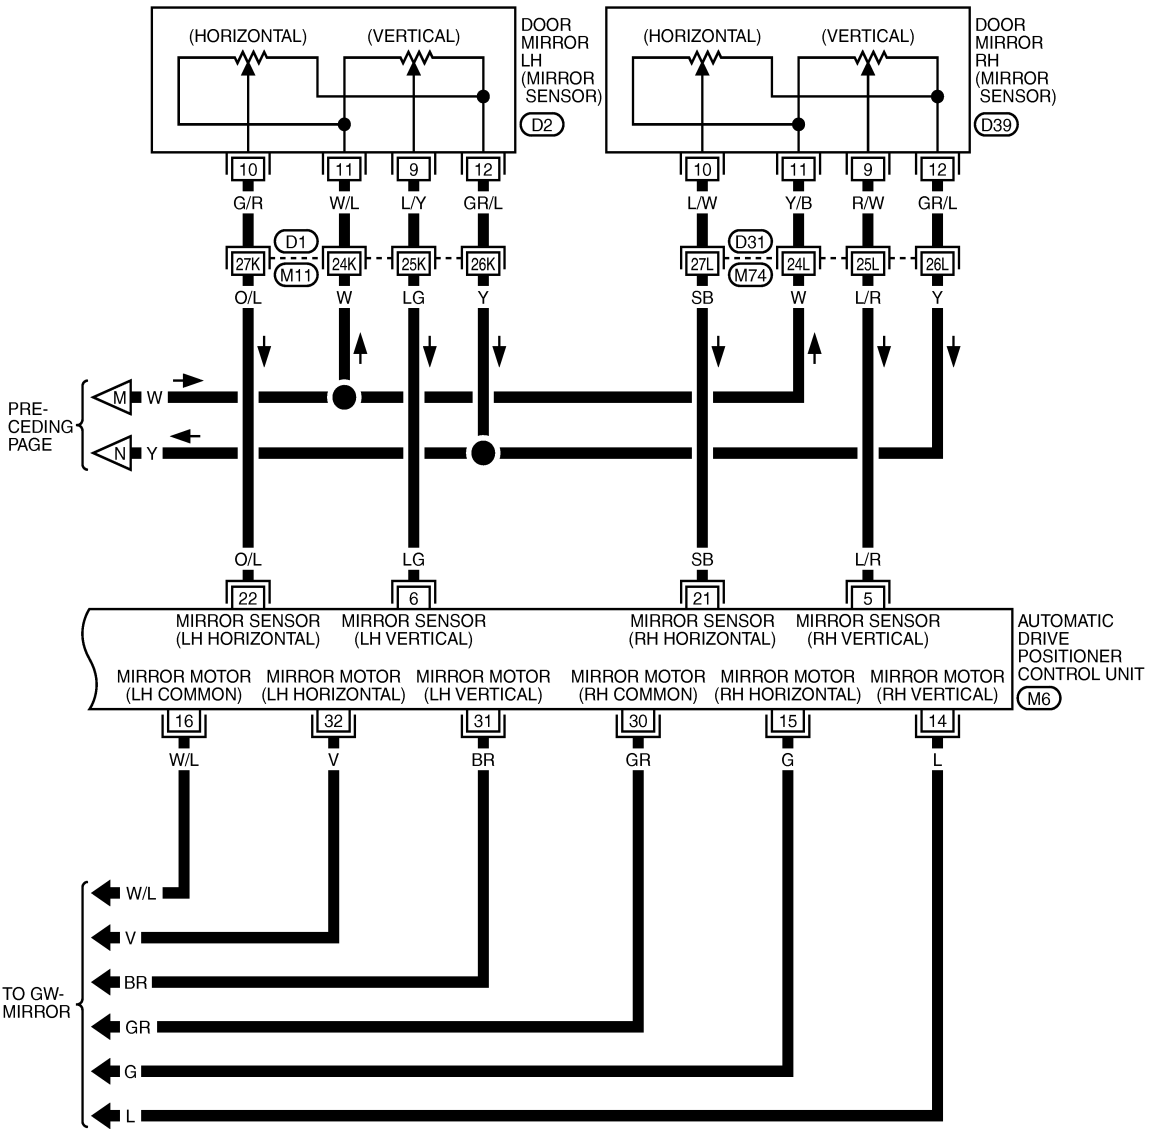 (HORIZONTAL) (VERTICAL)
DOOR
MIRROR
LH
(MIRROR
SENSOR)
D2
(HORIZONTAL) (VERTICAL)
DOOR
MIRROR
RH
(MIRROR
SENSOR)
D39
10 11 9 12 10 11 9 12
G/R W/L L/Y GR/L L/W Y/B R/W GR/L
D1 D31
27K 24K 25K 26K 27L 24L 25L 26L
M11 M74
O/L W LG Y SB W L/R Y
PRE-
CEDING
PAGE
M W
N Y
O/L LG SB L/R
22 6 21 5
MIRROR SENSOR
(LH HORIZONTAL)
MIRROR SENSOR
(LH VERTICAL)
MIRROR SENSOR
(RH HORIZONTAL)
MIRROR SENSOR
(RH VERTICAL)
AUTOMATIC
DRIVE
POSITIONER
CONTROL UNIT
M6
MIRROR MOTOR
(LH COMMON)
MIRROR MOTOR
(LH HORIZONTAL)
MIRROR MOTOR
(LH VERTICAL)
MIRROR MOTOR
(RH COMMON)
MIRROR MOTOR
(RH HORIZONTAL)
MIRROR MOTOR
(RH VERTICAL)
16 32 31 30 15 14
W/L V BR GR G L
TO GW-
MIRROR
W/L
V
BR
GR
G
L